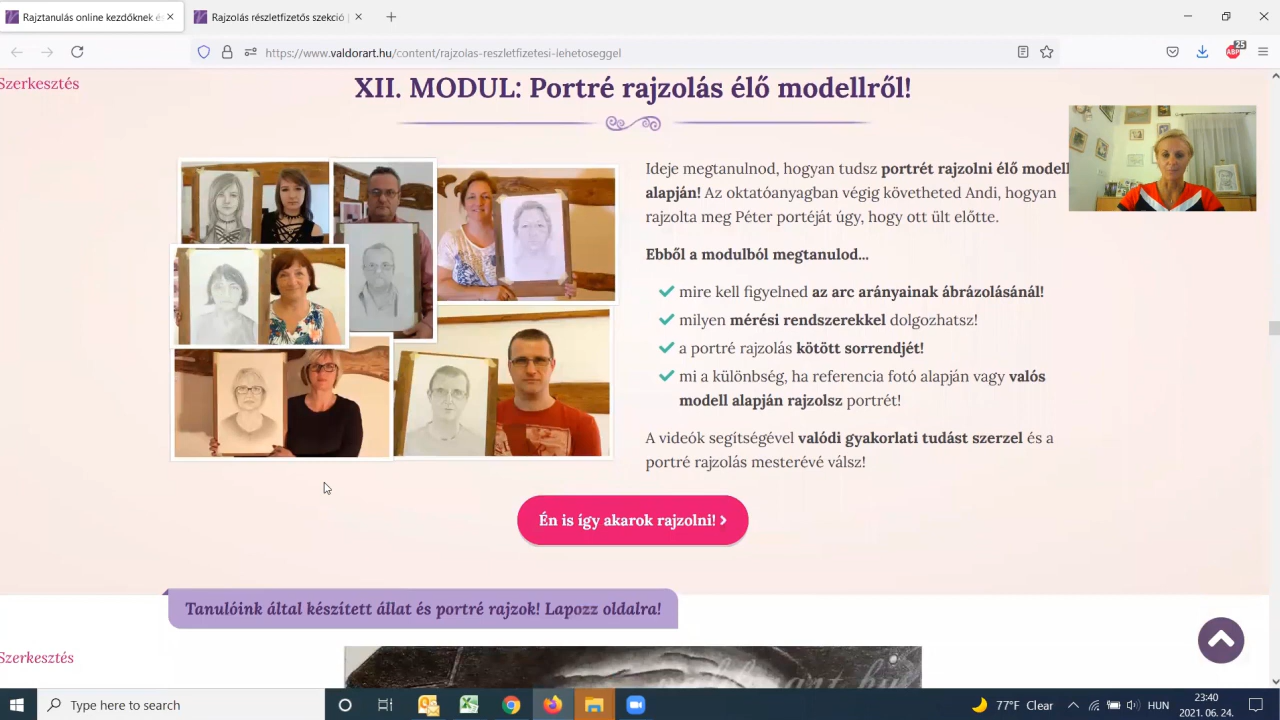 Rajztanulás online kezdőknek és
Rajzolás részletfizetős szekció |
https://www.valdorart.hu/content/rajzolas-reszletfizetesi-lehetoseggel
25
ABP
Szerkesztés
XII. MODUL: Portré rajzolás élő modellről!
Ideje megtanulnod, hogyan tudsz portrét rajzolni élő modell
alapján! Az oktatóanyagban végig követheted Andi, hogyan
rajzolta meg Péter portéját úgy, hogy ott ült előtte.
Ebből a modulból megtanulod...
mire kell figyelned az arc arányainak ábrázolásánál!
milyen mérési rendszerekkel dolgozhatsz!
a portré rajzolás kötött sorrendjét!
mi a különbség, ha referencia fotó alapján vagy valós
modell alapján rajzolsz portrét!
A videók segítségével valódi gyakorlati tudást szerzel és a
portré rajzolás mesterévé válsz!
Én is így akarok rajzolni!
Tanulóink által készített állat és portré rajzok! Lapozz oldalra!
Szerkesztés
Type here to search
77°F Clear
HUN
23:40
2021. 06. 24.